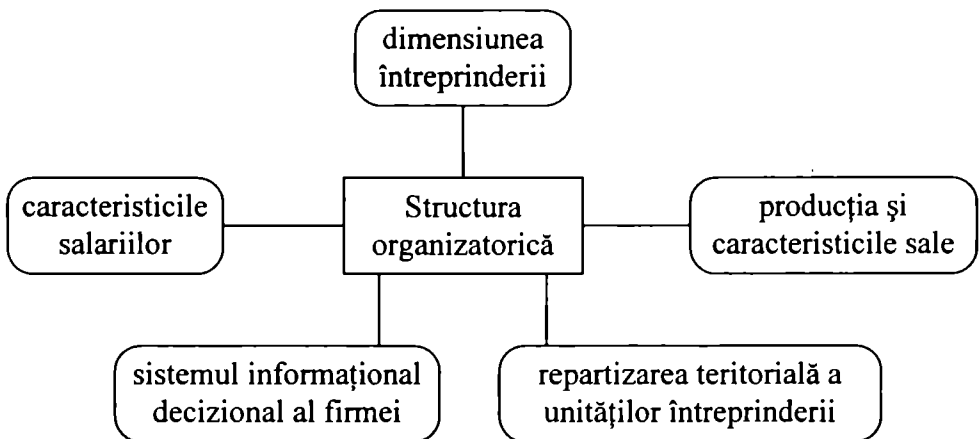 dimensiunea
întreprinderii
caracteristicile
salariilor
Structura
organizatorică
producția și
caracteristicile sale
sistemul informațional
decizional al firmei
repartizarea teritorială a
unităților întreprinderii